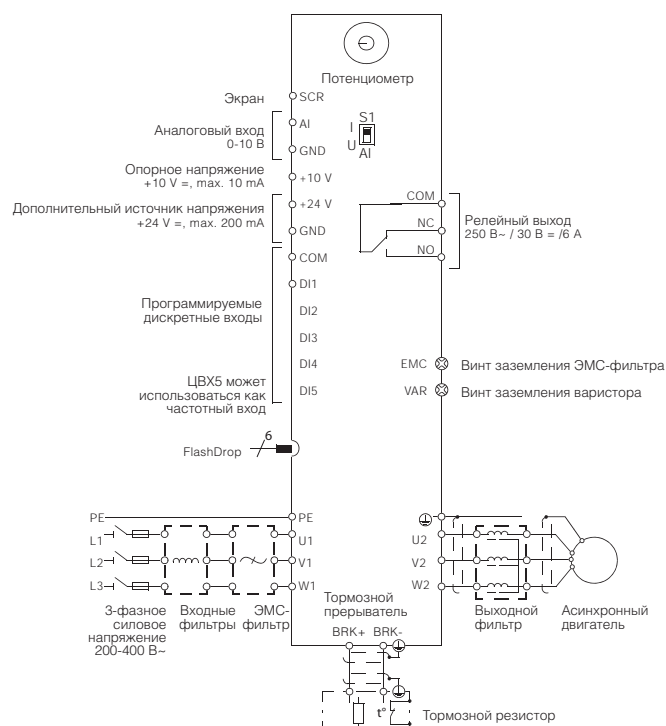 Потенциометр
Экран
SCR
Аналоговый вход
0-10 В
AI
GND
S1
I
U
AI
Опорное напряжение
+10 V =, max. 10 mA
+10 V
Дополнительный источник напряжения
+24 V =, max. 200 mA
+24 V
GND
COM
NC
NO
Релейный выход
250 В~ / 30 В = /6 А
COM
DI1
Программируемые
дискретные входы
DI2
DI3
DI4
DI5
ЦВХ5 может
использоваться как
частотный вход
EMC
Винт заземления ЭМС-фильтра
VAR
Винт заземления варистора
FlashDrop
6
PE
PE
L1
U1
L2
V1
L3
W1
U2
V2
W2
3-фазное
силовое
напряжение
200-400 В~
Входные
фильтры
ЭМС-
фильтр
Тормозной
прерыватель
BRK+ BRK-
Выходной
фильтр
Асинхронный
двигатель
t°
Тормозной резистор